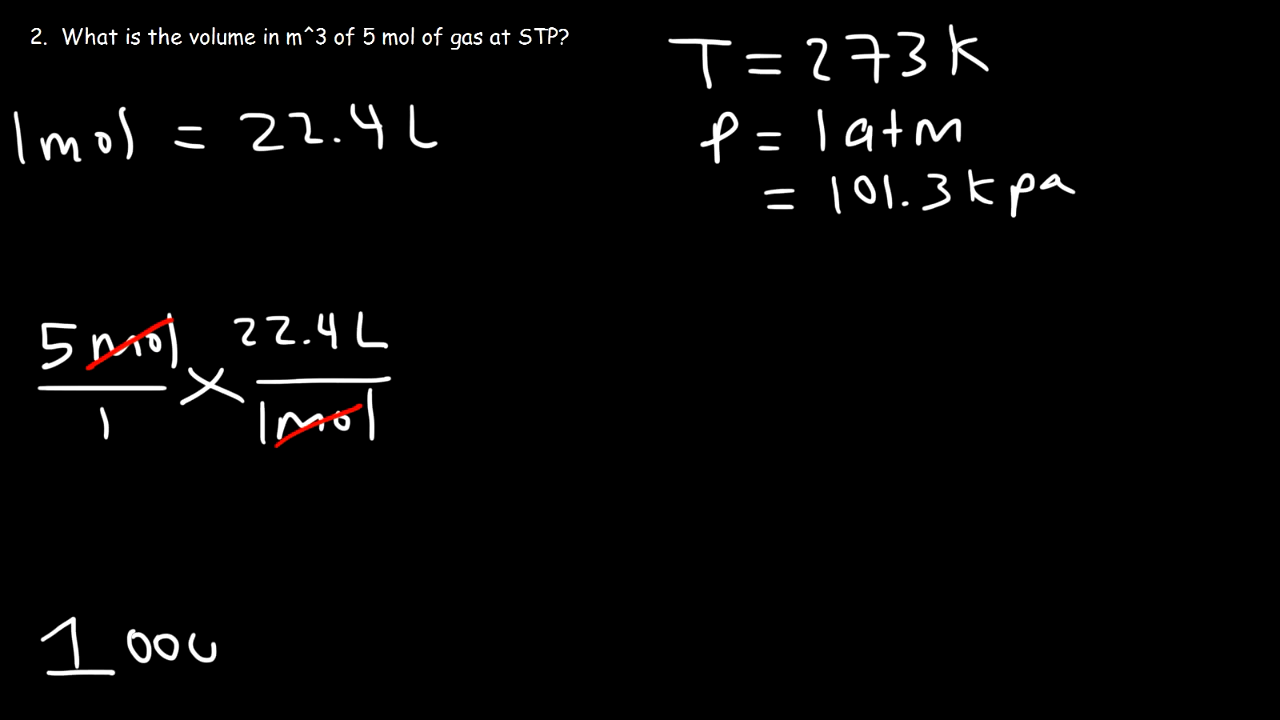 2. What is the volume in m^3 of 5 mol of gas at STP?
T = 273 K
1 mol = 22.4 L
P = 1 atm
= 101.3 kpa
5 mol × 22.4 L
1 1 mol
1 000